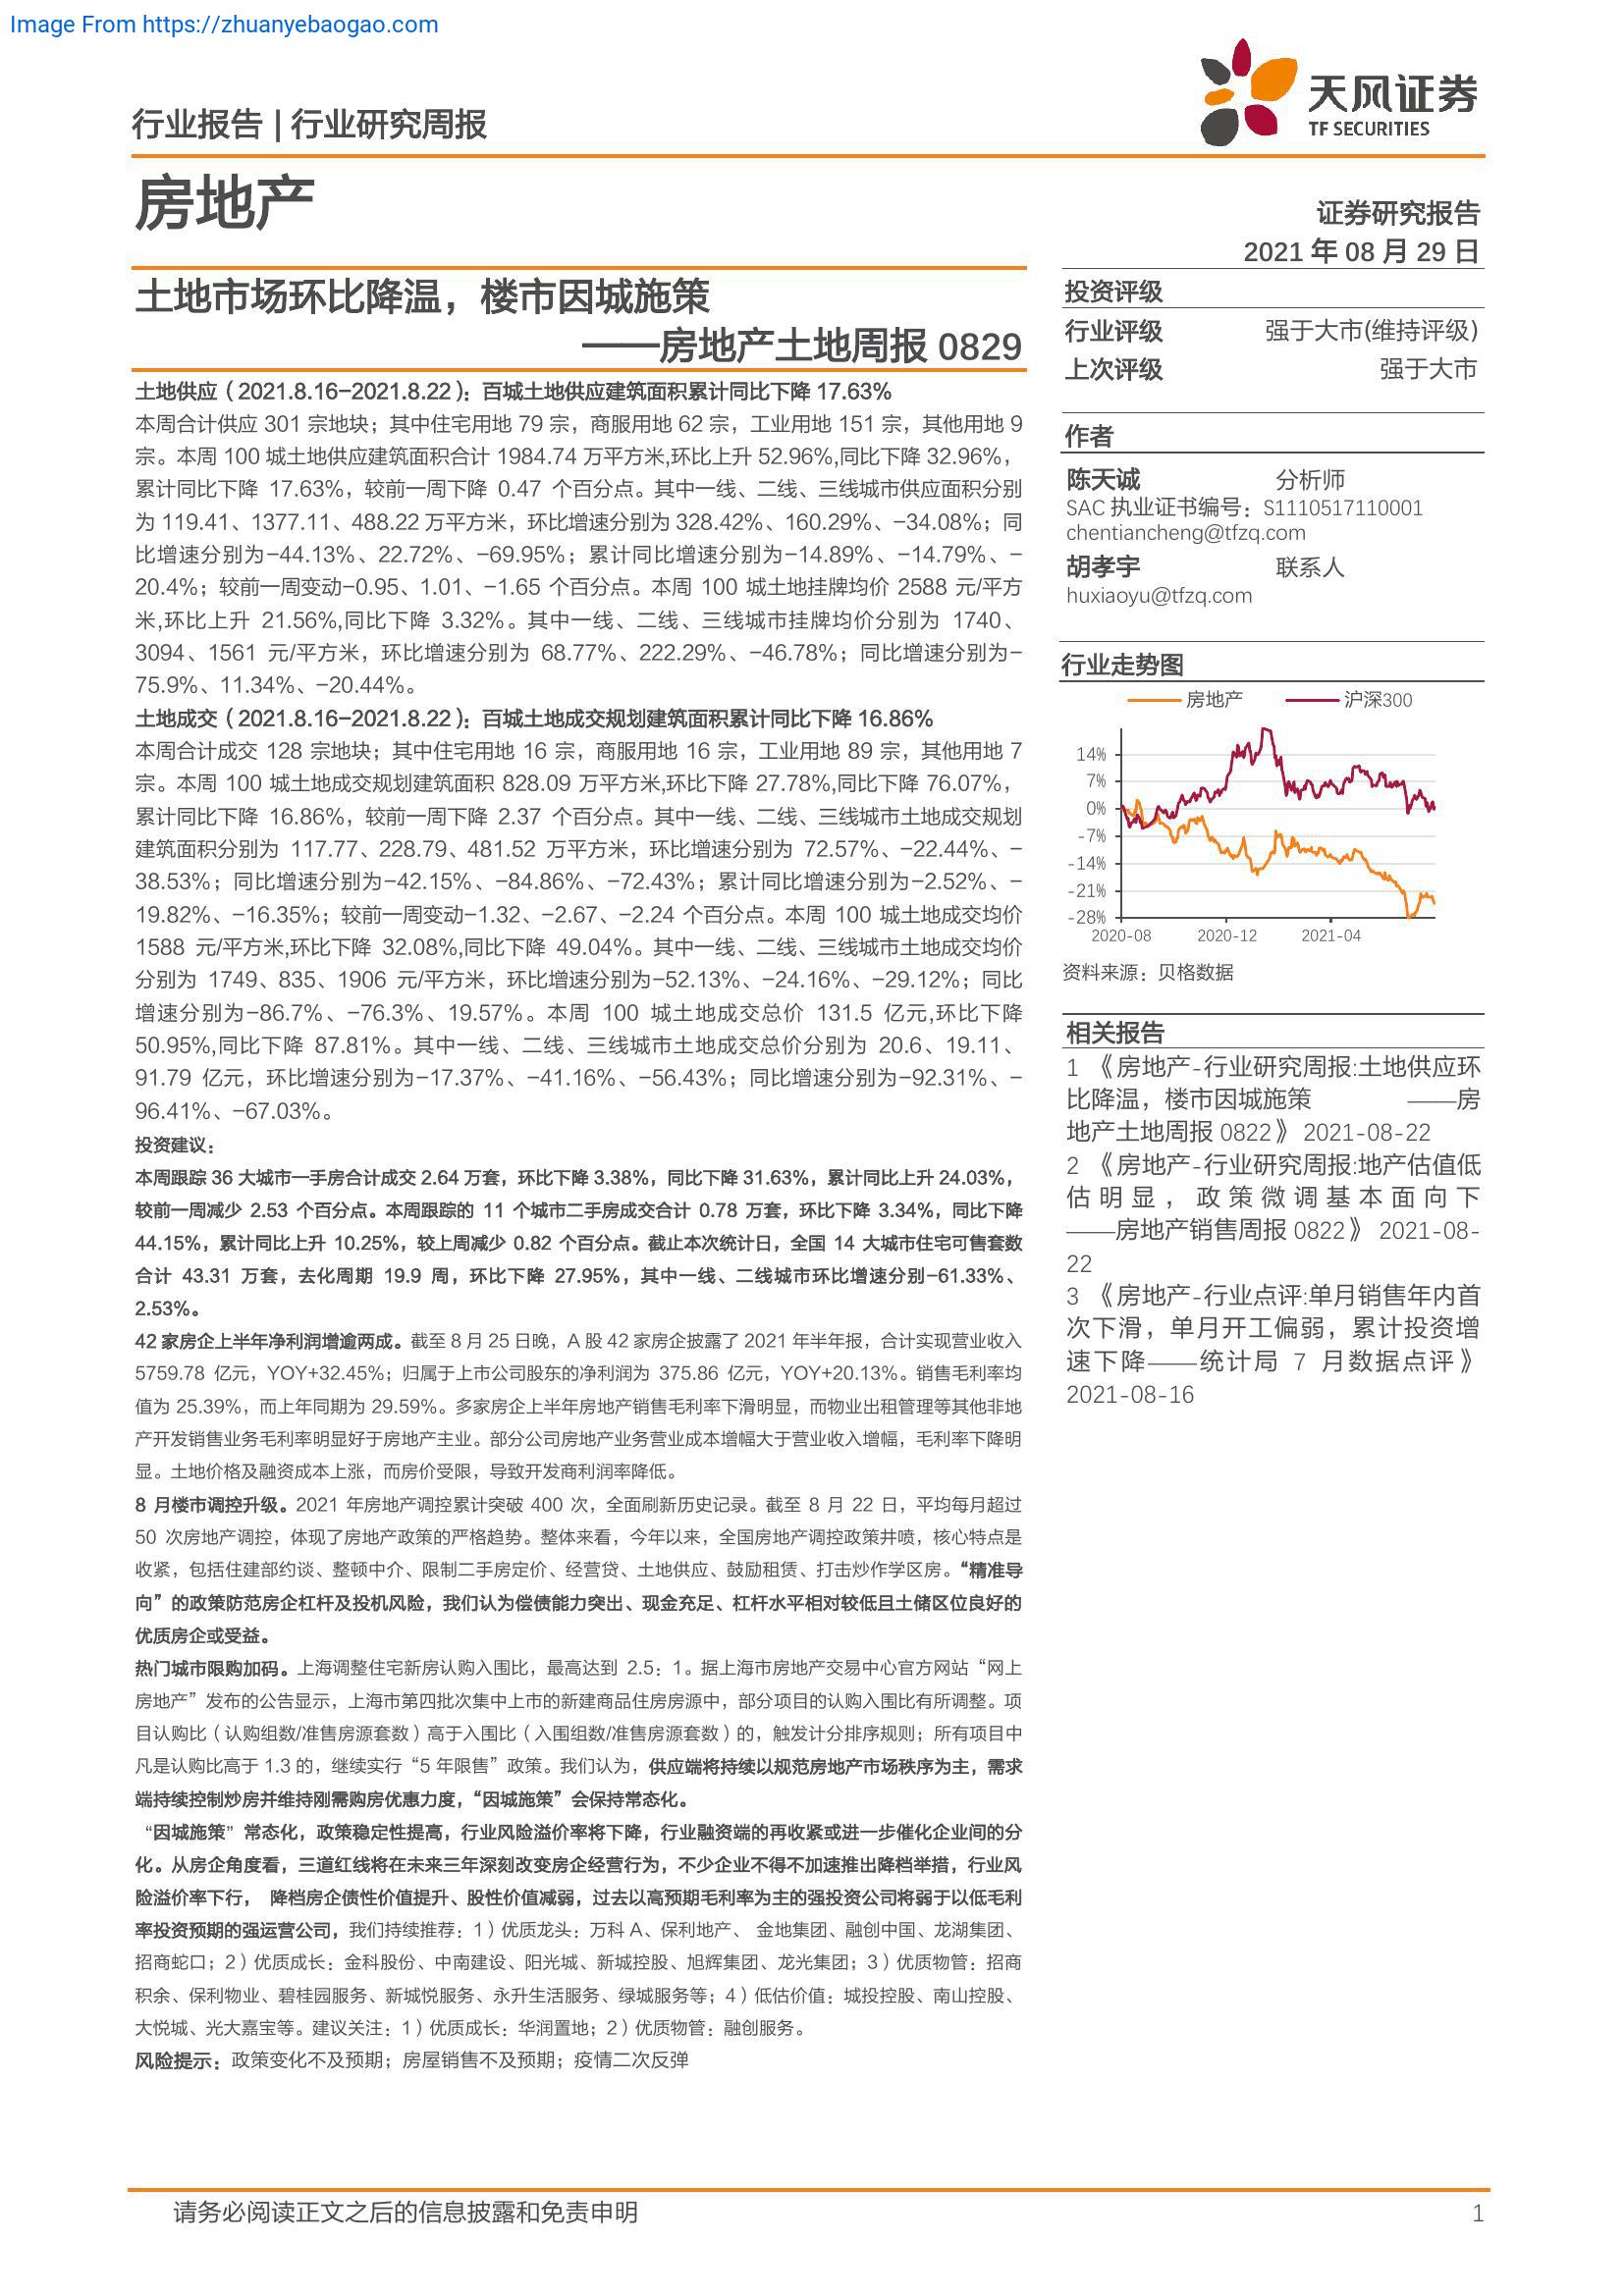 Image From https://zhuanyebaogao.com
天风证券
TF SECURITIES
行业报告 | 行业研究周报
房地产
证券研究报告
2021 年 08 月 29 日
土地市场环比降温，楼市因城施策
——房地产土地周报 0829
土地供应（2021.8.16-2021.8.22）：百城土地供应建筑面积累计同比下降 17.63%
本周合计供应 301 宗地块；其中住宅用地 79 宗，商服用地 62 宗，工业用地 151 宗，其他用地 9
宗。本周 100 城土地供应建筑面积合计 1984.74 万平方米,环比上升 52.96%,同比下降 32.96%，
累计同比下降 17.63%，较前一周下降 0.47 个百分点。其中一线、二线、三线城市供应面积分别
为 119.41、1377.11、488.22 万平方米，环比增速分别为 328.42%、160.29%、-34.08%；同
比增速分别为-44.13%、22.72%、-69.95%；累计同比增速分别为-14.89%、-14.79%、-
20.4%；较前一周变动-0.95、1.01、-1.65 个百分点。本周 100 城土地挂牌均价 2588 元/平方
米,环比上升 21.56%,同比下降 3.32%。其中一线、二线、三线城市挂牌均价分别为 1740、
3094、1561 元/平方米，环比增速分别为 68.77%、222.29%、-46.78%；同比增速分别为-
75.9%、11.34%、-20.44%。
土地成交（2021.8.16-2021.8.22）：百城土地成交规划建筑面积累计同比下降 16.86%
本周合计成交 128 宗地块；其中住宅用地 16 宗，商服用地 16 宗，工业用地 89 宗，其他用地 7
宗。本周 100 城土地成交规划建筑面积 828.09 万平方米,环比下降 27.78%,同比下降 76.07%，
累计同比下降 16.86%，较前一周下降 2.37 个百分点。其中一线、二线、三线城市土地成交规划
建筑面积分别为 117.77、228.79、481.52 万平方米，环比增速分别为 72.57%、-22.44%、-
38.53%；同比增速分别为-42.15%、-84.86%、-72.43%；累计同比增速分别为-2.52%、-
19.82%、-16.35%；较前一周变动-1.32、-2.67、-2.24 个百分点。本周 100 城土地成交均价
1588 元/平方米,环比下降 32.08%,同比下降 49.04%。其中一线、二线、三线城市土地成交均价
分别为 1749、835、1906 元/平方米，环比增速分别为-52.13%、-24.16%、-29.12%；同比
增速分别为-86.7%、-76.3%、19.57%。本周 100 城土地成交总价 131.5 亿元,环比下降
50.95%,同比下降 87.81%。其中一线、二线、三线城市土地成交总价分别为 20.6、19.11、
91.79 亿元，环比增速分别为-17.37%、-41.16%、-56.43%；同比增速分别为-92.31%、-
96.41%、-67.03%。
投资建议：
本周跟踪 36 大城市一手房合计成交 2.64 万套，环比下降 3.38%，同比下降 31.63%，累计同比上升 24.03%，
较前一周减少 2.53 个百分点。本周跟踪的 11 个城市二手房成交合计 0.78 万套，环比下降 3.34%，同比下降
44.15%，累计同比上升 10.25%，较上周减少 0.82 个百分点。截止本次统计日，全国 14 大城市住宅可售套数
合计 43.31 万套，去化周期 19.9 周，环比下降 27.95%，其中一线、二线城市环比增速分别-61.33%、
2.53%。
42 家房企上半年净利润增逾两成。截至 8 月 25 日晚，A 股 42 家房企披露了 2021 年半年报，合计实现营业收入
5759.78 亿元，YOY+32.45%；归属于上市公司股东的净利润为 375.86 亿元，YOY+20.13%。销售毛利率均
值为 25.39%，而上年同期为 29.59%。多家房企上半年房地产销售毛利率下滑明显，而物业出租管理等其他非地
产开发销售业务毛利率明显好于房地产主业。部分公司房地产业务营业成本增幅大于营业收入增幅，毛利率下降明
显。土地价格及融资成本上涨，而房价受限，导致开发商利润率降低。
8 月楼市调控升级。2021 年房地产调控累计突破 400 次，全面刷新历史记录。截至 8 月 22 日，平均每月超过
50 次房地产调控，体现了房地产政策的严格趋势。整体来看，今年以来，全国房地产调控政策井喷，核心特点是
收紧，包括住建部约谈、整顿中介、限制二手房定价、经营贷、土地供应、鼓励租赁、打击炒作学区房。“精准导
向”的政策防范房企杠杆及投机风险，我们认为偿债能力突出、现金充足、杠杆水平相对较低且土储区位良好的
优质房企或受益。
热门城市限购加码。上海调整住宅新房认购入围比，最高达到 2.5：1。据上海市房地产交易中心官方网站“网上
房地产”发布的公告显示，上海市第四批次集中上市的新建商品住房房源中，部分项目的认购入围比有所调整。项
目认购比（认购组数/准售房源套数）高于入围比（入围组数/准售房源套数）的，触发计分排序规则；所有项目中
凡是认购比高于 1.3 的，继续实行“5 年限售”政策。我们认为，供应端将持续以规范房地产市场秩序为主，需求
端持续控制炒房并维持刚需购房优惠力度，“因城施策”会保持常态化。
“因城施策”常态化，政策稳定性提高，行业风险溢价率将下降，行业融资端的再收紧或进一步催化企业间的分
化。从房企角度看，三道红线将在未来三年深刻改变房企经营行为，不少企业不得不加速推出降档举措，行业风
险溢价率下行， 降档房企债性价值提升、股性价值减弱，过去以高预期毛利率为主的强投资公司将弱于以低毛利
率投资预期的强运营公司，我们持续推荐：1）优质龙头：万科 A、保利地产、 金地集团、融创中国、龙湖集团、
招商蛇口；2）优质成长：金科股份、中南建设、阳光城、新城控股、旭辉集团、龙光集团；3）优质物管：招商
积余、保利物业、碧桂园服务、新城悦服务、永升生活服务、绿城服务等；4）低估价值：城投控股、南山控股、
大悦城、光大嘉宝等。建议关注：1）优质成长：华润置地；2）优质物管：融创服务。
风险提示：政策变化不及预期；房屋销售不及预期；疫情二次反弹
投资评级
行业评级 强于大市(维持评级)
上次评级 强于大市
作者
陈天诚 分析师
SAC 执业证书编号：S1110517110001
chentiancheng@tfzq.com
胡孝宇 联系人
huxiaoyu@tfzq.com
行业走势图
房地产 沪深300
14%
7%
0%
-7%
-14%
-21%
-28%
2020-08 2020-12 2021-04
资料来源：贝格数据
相关报告
1 《房地产-行业研究周报:土地供应环
比降温，楼市因城施策 ——房
地产土地周报 0822》 2021-08-22
2 《房地产-行业研究周报:地产估值低
估明显，政策微调基本面向下
——房地产销售周报 0822》 2021-08-
22
3 《房地产-行业点评:单月销售年内首
次下滑，单月开工偏弱，累计投资增
速下降——统计局 7 月数据点评》
2021-08-16
请务必阅读正文之后的信息披露和免责申明
1